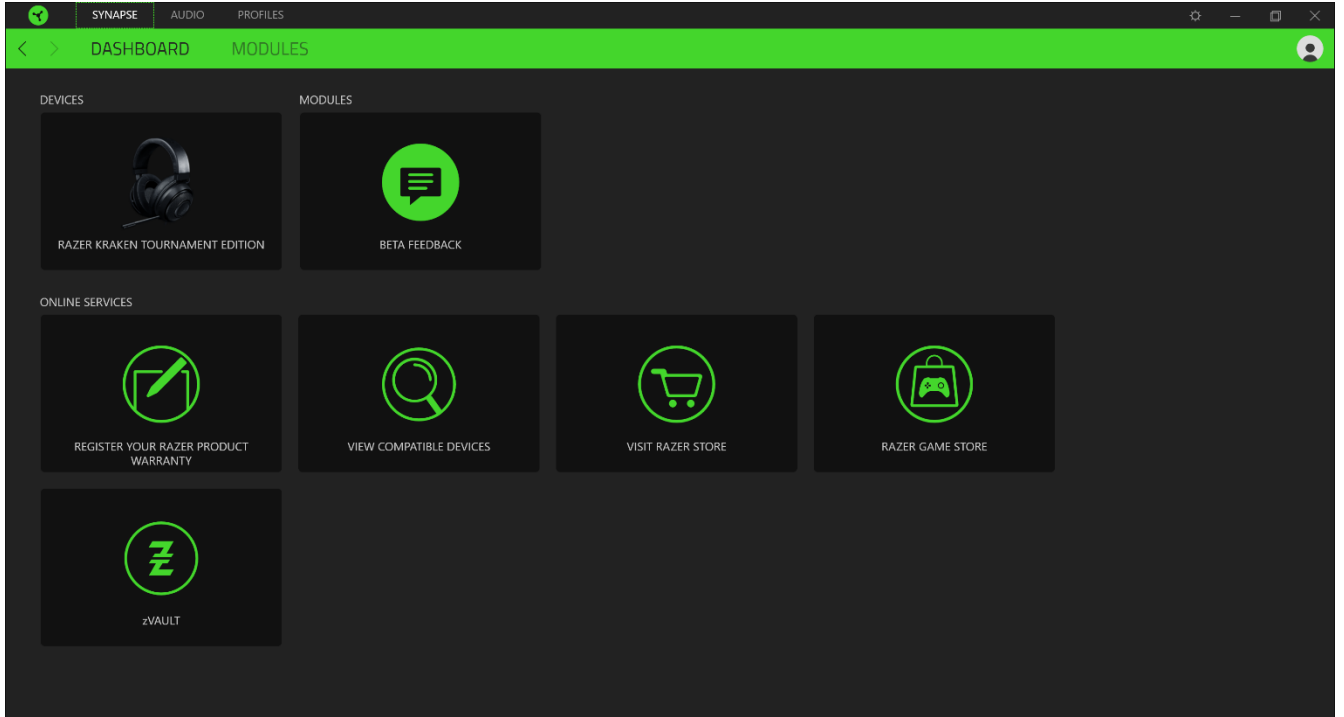 SYNAPSE AUDIO PROFILES
DASHBOARD MODULES
DEVICES MODULES
RAZER KRAKEN TOURNAMENT EDITION BETA FEEDBACK
ONLINE SERVICES
REGISTER YOUR RAZER PRODUCT
WARRANTY
VIEW COMPATIBLE DEVICES
VISIT RAZER STORE
RAZER GAME STORE
zVAULT